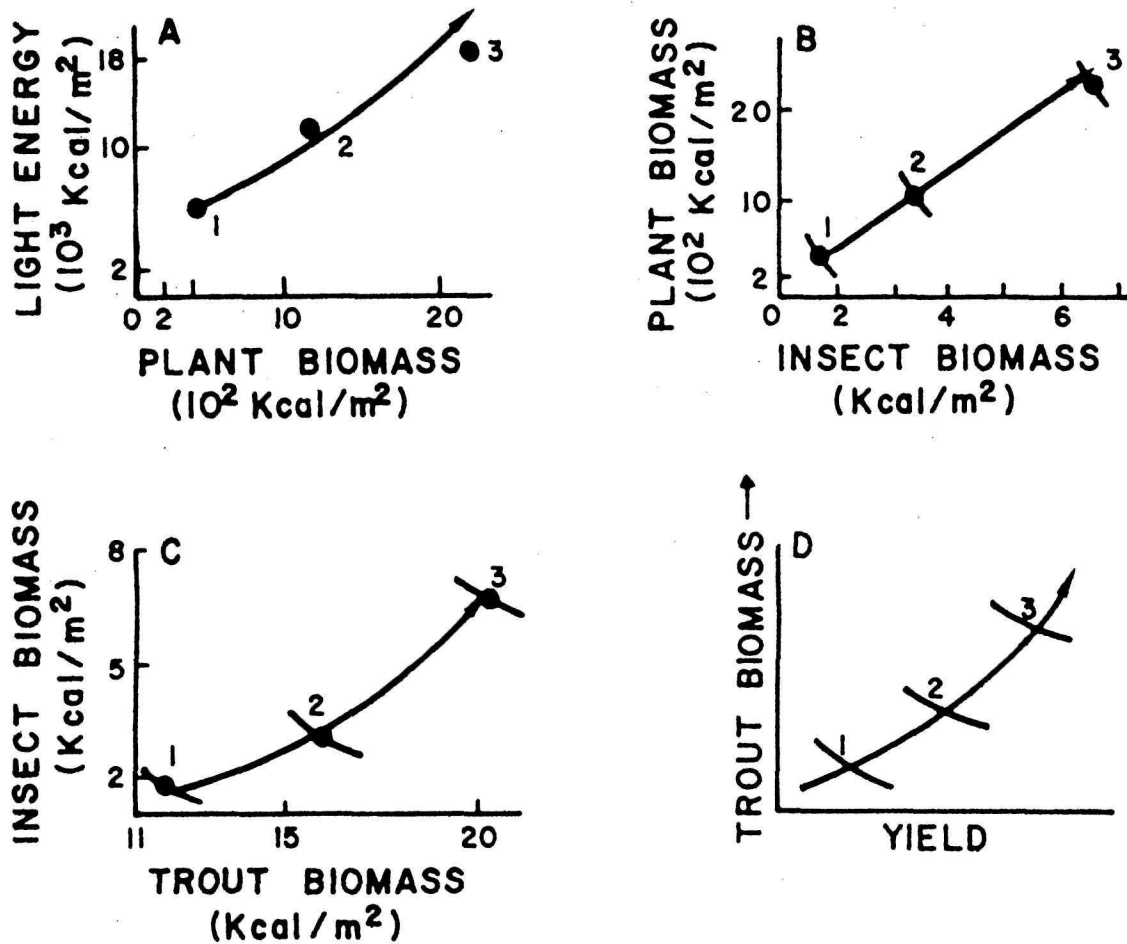 A
LIGHT ENERGY
(10³ Kcal/m²)
18
10
2
1
2
3
0 2 10 20
PLANT BIOMASS
(10² Kcal/m²)
B
PLANT BIOMASS
(10² Kcal/m²)
20
10
2
1
2
3
0 2 4 6
INSECT BIOMASS
(Kcal/m²)
C
INSECT BIOMASS
(Kcal/m²)
8
5
2
1
2
3
11 15 20
TROUT BIOMASS
(Kcal/m²)
D
TROUT BIOMASS →
1
2
3
YIELD